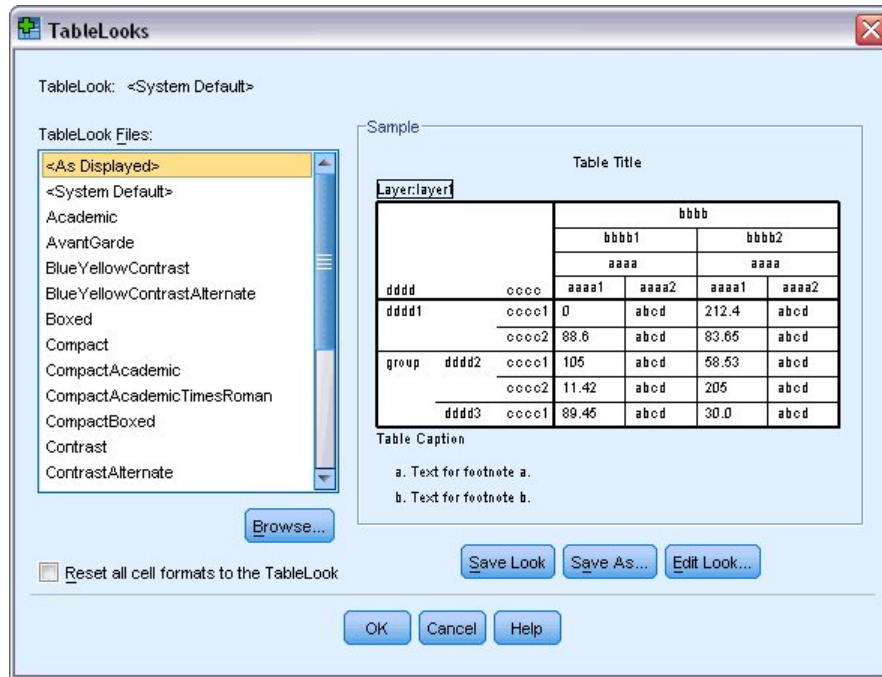 TableLooks
TableLook: <System Default>
TableLook Files:
<As Displayed>
<System Default>
Academic
AvantGarde
BlueYellowContrast
BlueYellowContrastAlternate
Boxed
Compact
CompactAcademic
CompactAcademicTimesRoman
CompactBoxed
Contrast
ContrastAlternate
Browse...
Reset all cell formats to the TableLook
Sample
Table Title
Layer:layer1
bbbb
bbbb1 bbbb2
aaaa aaaa
dddd cccc aaaa1 aaaa2 aaaa1 aaaa2
dddd1 cccc1 0 abcd 212.4 abcd
cccc2 88.6 abcd 83.65 abcd
group dddd2 cccc1 105 abcd 58.53 abcd
cccc2 11.42 abcd 205 abcd
dddd3 cccc1 89.45 abcd 30.0 abcd
Table Caption
a. Text for footnote a.
b. Text for footnote b.
Save Look Save As... Edit Look...
OK Cancel Help